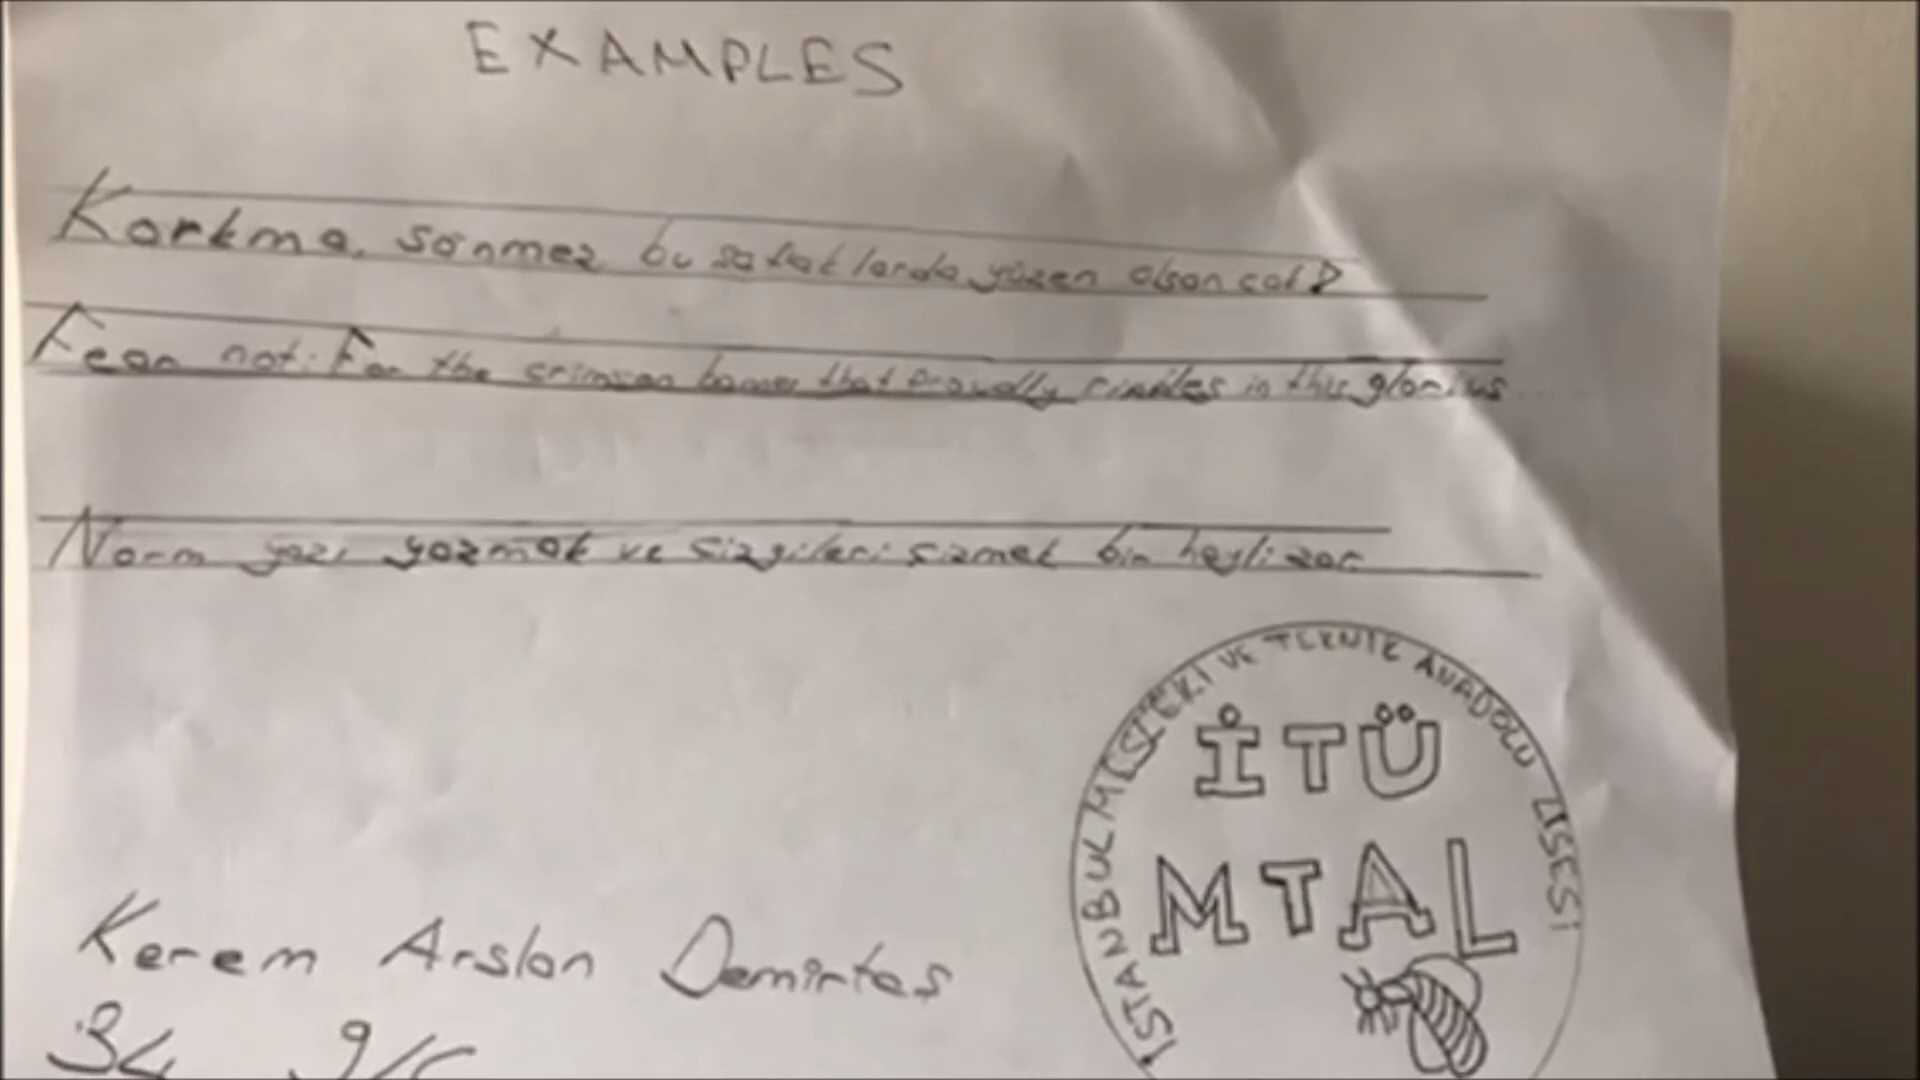 EXAMPLES
Korkma, sönmez bu şafaklarda yüzen alsancak
Fear not: For the crimson banner that proudly ripples in this glorious...
Norm yazı yazmak ve çizgileri çizmek bir heyli zor.
İSTANBUL MESLEKİ VE TEKNİK ANADOLU LİSESİ
İTÜ
MTAL
Kerem Arslan Demirtaş
34 9/C